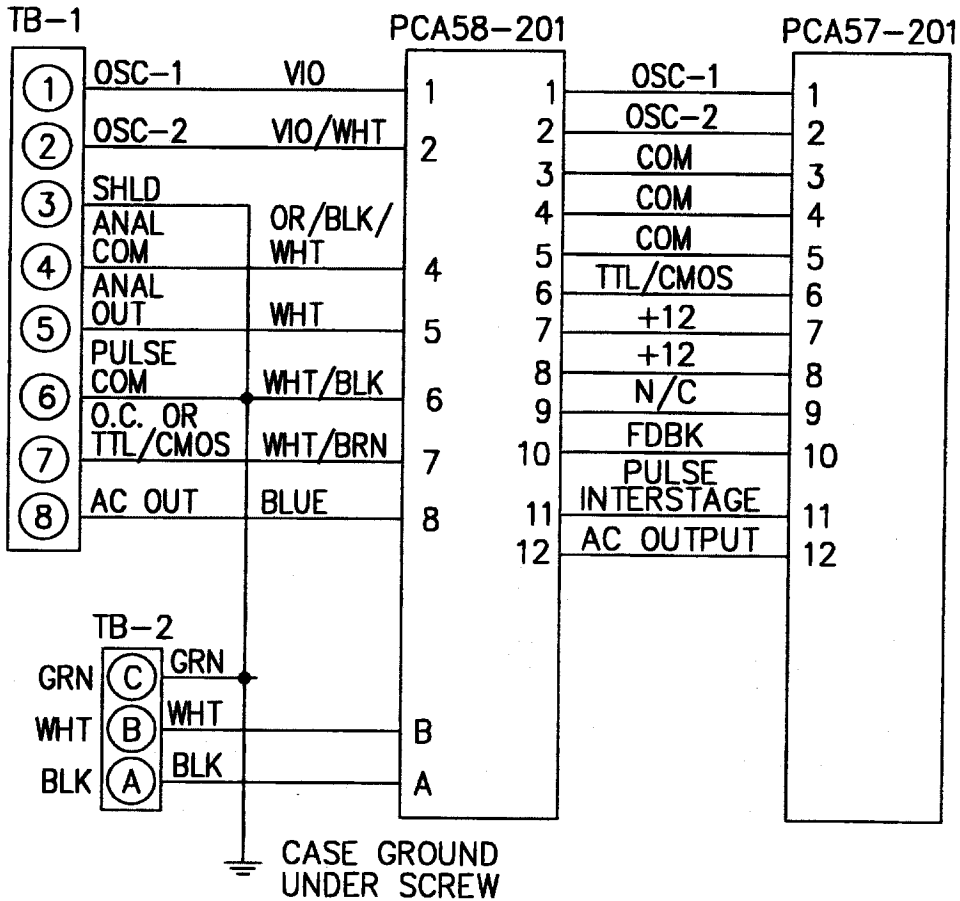 TB-1 PCA58-201 PCA57-201
1 OSC-1 VIO 1 1 OSC-1 1
2 OSC-2 VIO/WHT 2 2 OSC-2 2
3 SHLD 3 COM 3
ANAL OR/BLK/ 4 COM 4
4 COM WHT 4 5 COM 5
ANAL 6 TTL/CMOS 6
5 OUT WHT 5 7 +12 7
PULSE 8 +12 8
6 COM WHT/BLK 6 9 N/C 9
O.C. OR 10 FDBK 10
7 TTL/CMOS WHT/BRN 7 PULSE
8 AC OUT BLUE 8 11 INTERSTAGE 11
12 AC OUTPUT 12
TB-2
GRN C GRN
WHT B WHT B
BLK A BLK A
CASE GROUND
UNDER SCREW